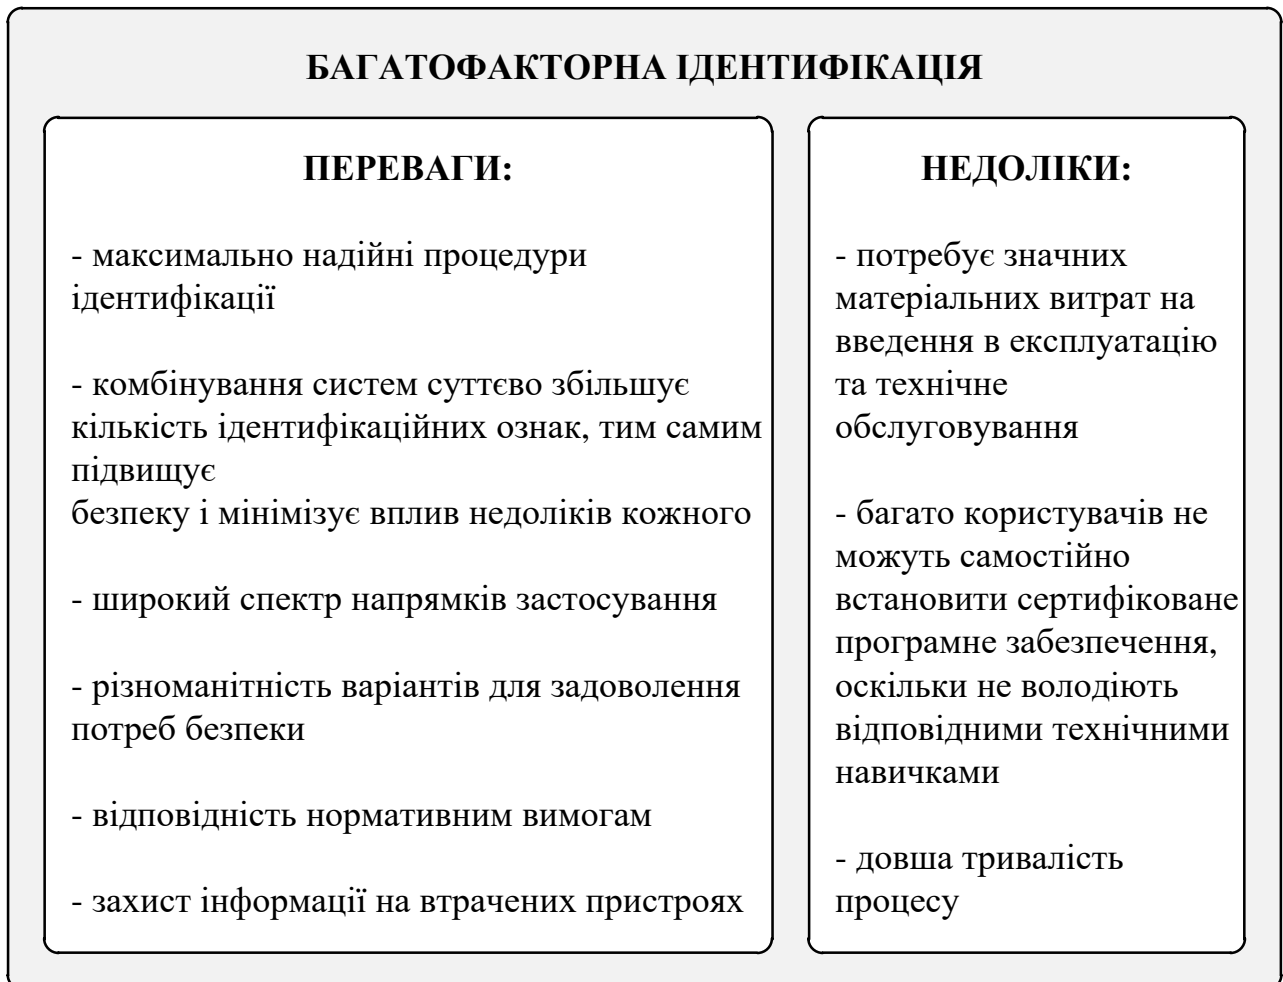 БАГАТОФАКТОРНА ІДЕНТИФІКАЦІЯ
ПЕРЕВАГИ:
- максимально надійні процедури
ідентифікації
- комбінування систем суттєво збільшує
кількість ідентифікаційних ознак, тим самим
підвищує
безпеку і мінімізує вплив недоліків кожного
- широкий спектр напрямків застосування
- різноманітність варіантів для задоволення
потреб безпеки
- відповідність нормативним вимогам
- захист інформації на втрачених пристроях
НЕДОЛІКИ:
- потребує значних
матеріальних витрат на
введення в експлуатацію
та технічне
обслуговування
- багато користувачів не
можуть самостійно
встановити сертифіковане
програмне забезпечення,
оскільки не володіють
відповідними технічними
навичками
- довша тривалість
процесу